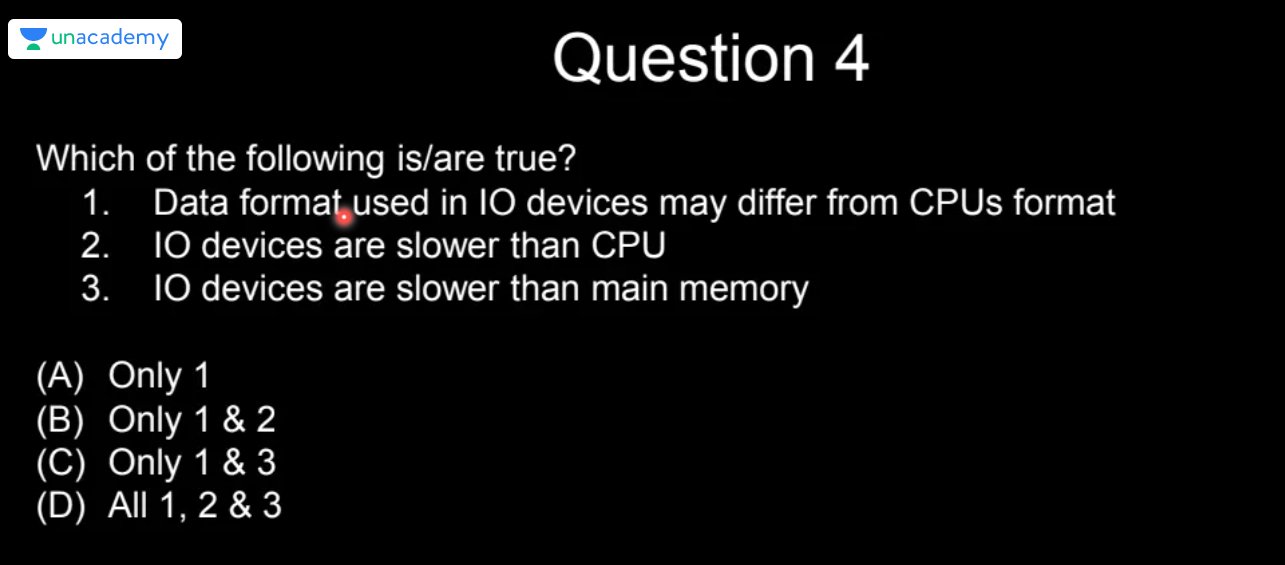 unacademy
Question 4
Which of the following is/are true?
1. Data format used in IO devices may differ from CPUs format
2. IO devices are slower than CPU
3. IO devices are slower than main memory
(A) Only 1
(B) Only 1 & 2
(C) Only 1 & 3
(D) All 1, 2 & 3